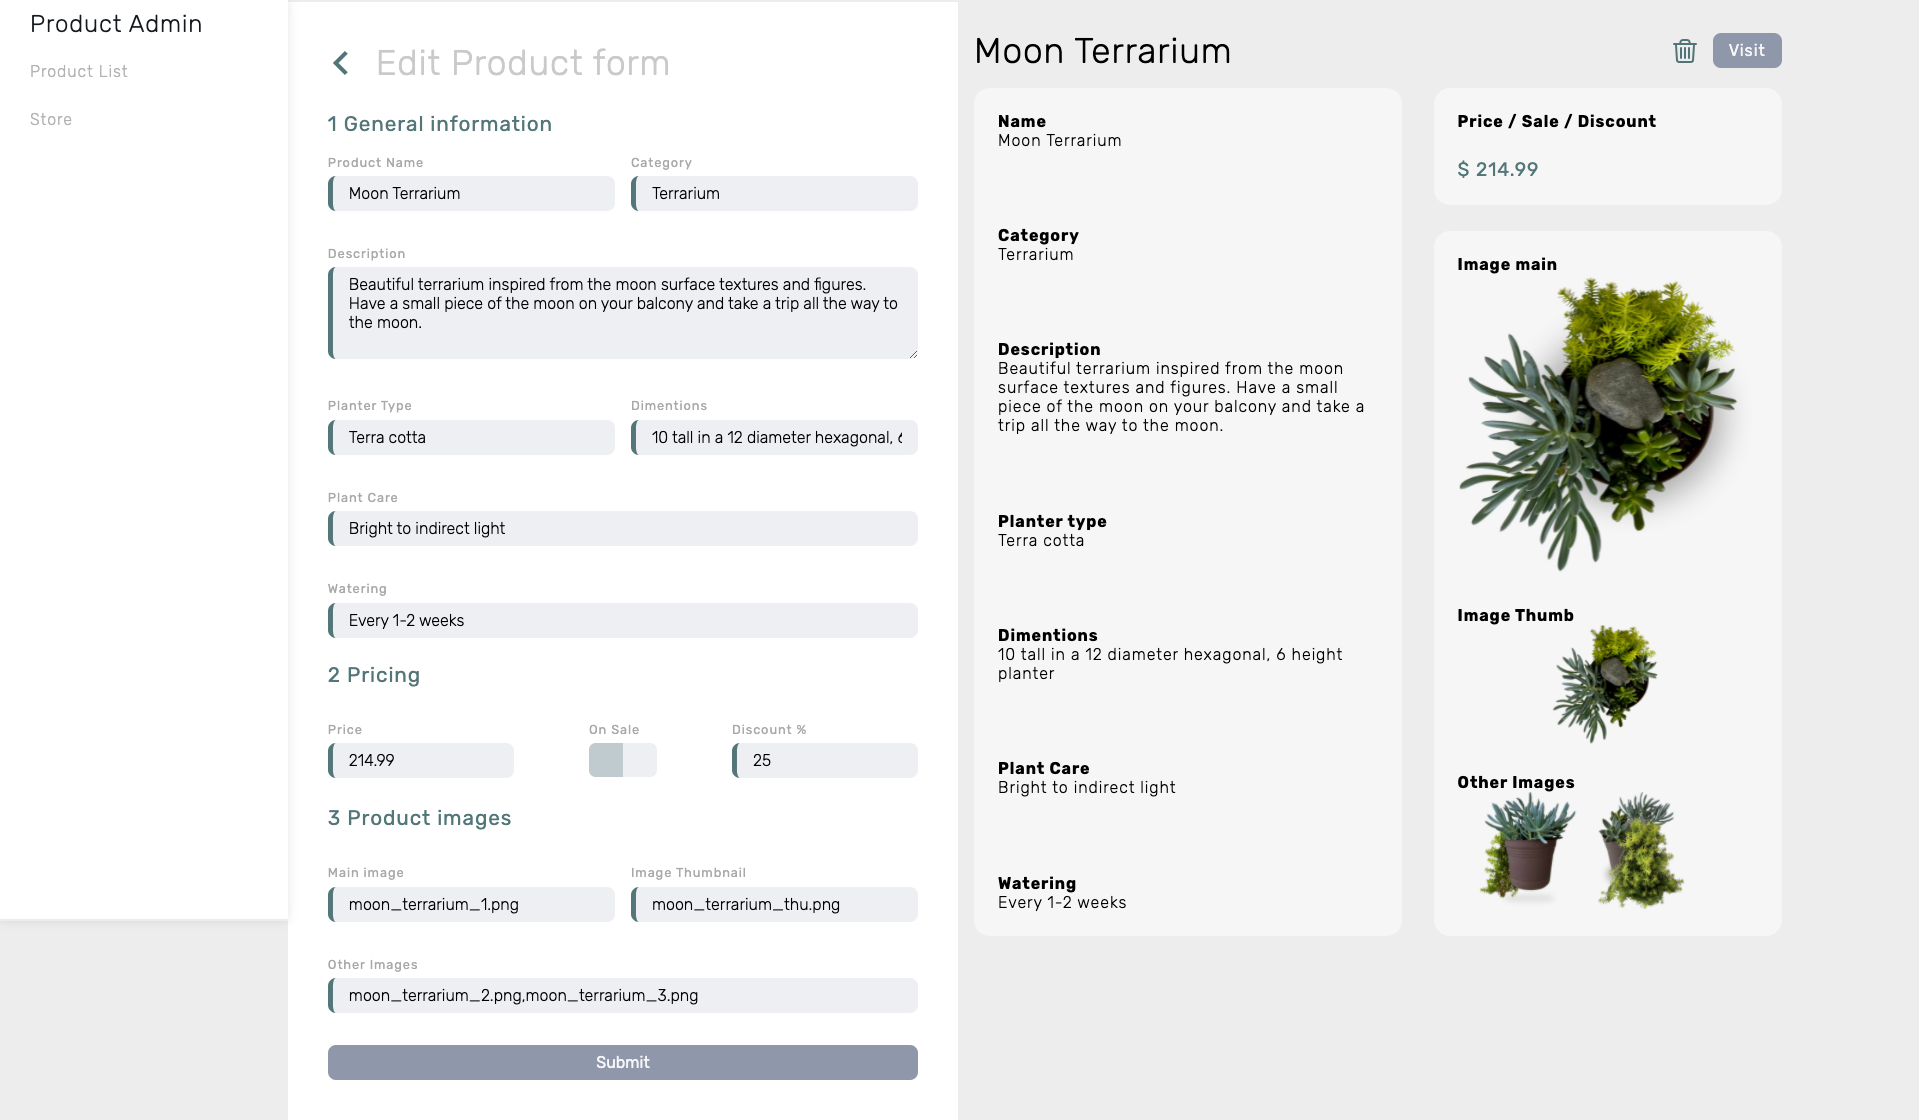 Product Admin
Product List
Store
Edit Product form
1 General information
Product Name
Category
Moon Terrarium
Terrarium
Description
Beautiful terrarium inspired from the moon surface textures and figures.
Have a small piece of the moon on your balcony and take a trip all the way to
the moon.
Planter Type
Dimentions
Terra cotta
10 tall in a 12 diameter hexagonal,
Plant Care
Bright to indirect light
Watering
Every 1-2 weeks
2 Pricing
Price
On Sale
Discount %
214.99
25
3 Product images
Main image
Image Thumbnail
moon_terrarium_1.png
moon_terrarium_thu.png
Other Images
moon_terrarium_2.png,moon_terrarium_3.png
Submit
Moon Terrarium
Visit
Name
Moon Terrarium
Category
Terrarium
Description
Beautiful terrarium inspired from the moon
surface textures and figures. Have a small
piece of the moon on your balcony and take a
trip all the way to the moon.
Planter type
Terra cotta
Dimentions
10 tall in a 12 diameter hexagonal, 6 height
planter
Plant Care
Bright to indirect light
Watering
Every 1-2 weeks
Price / Sale / Discount
$ 214.99
Image main
Image Thumb
Other Images